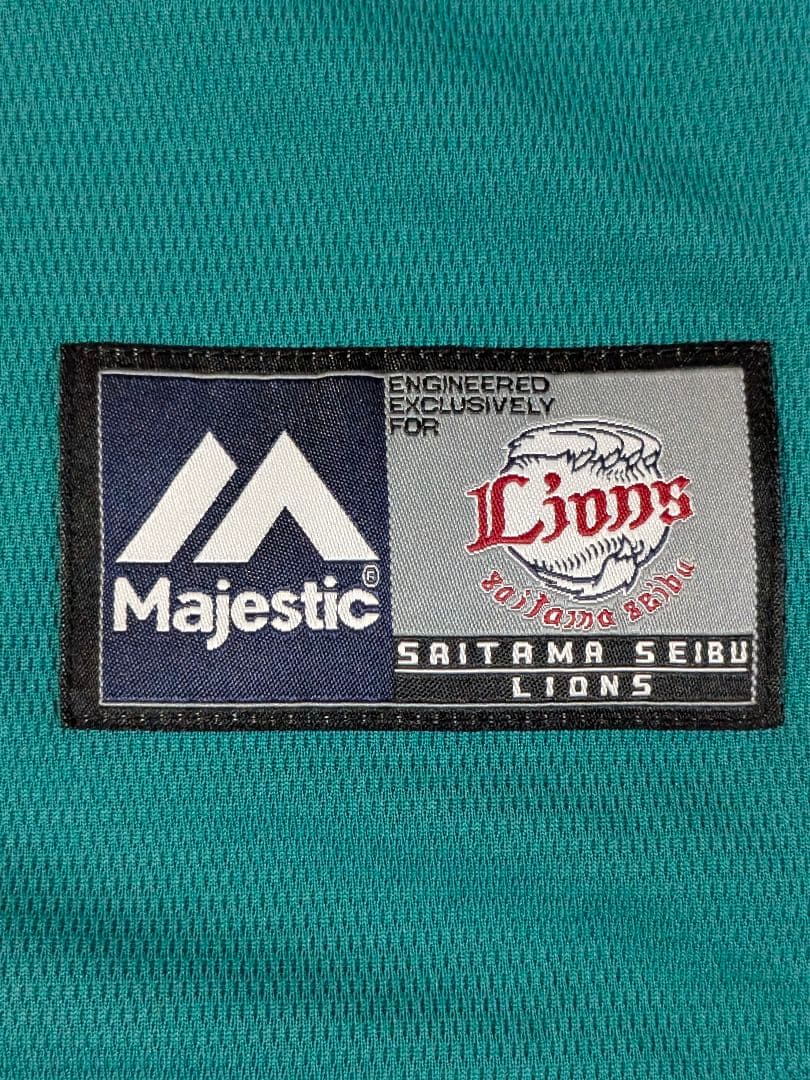 Majestic®
ENGINEERED
EXCLUSIVELY
FOR
Lions
saitama seibu
SAITAMA SEIBU
LIONS